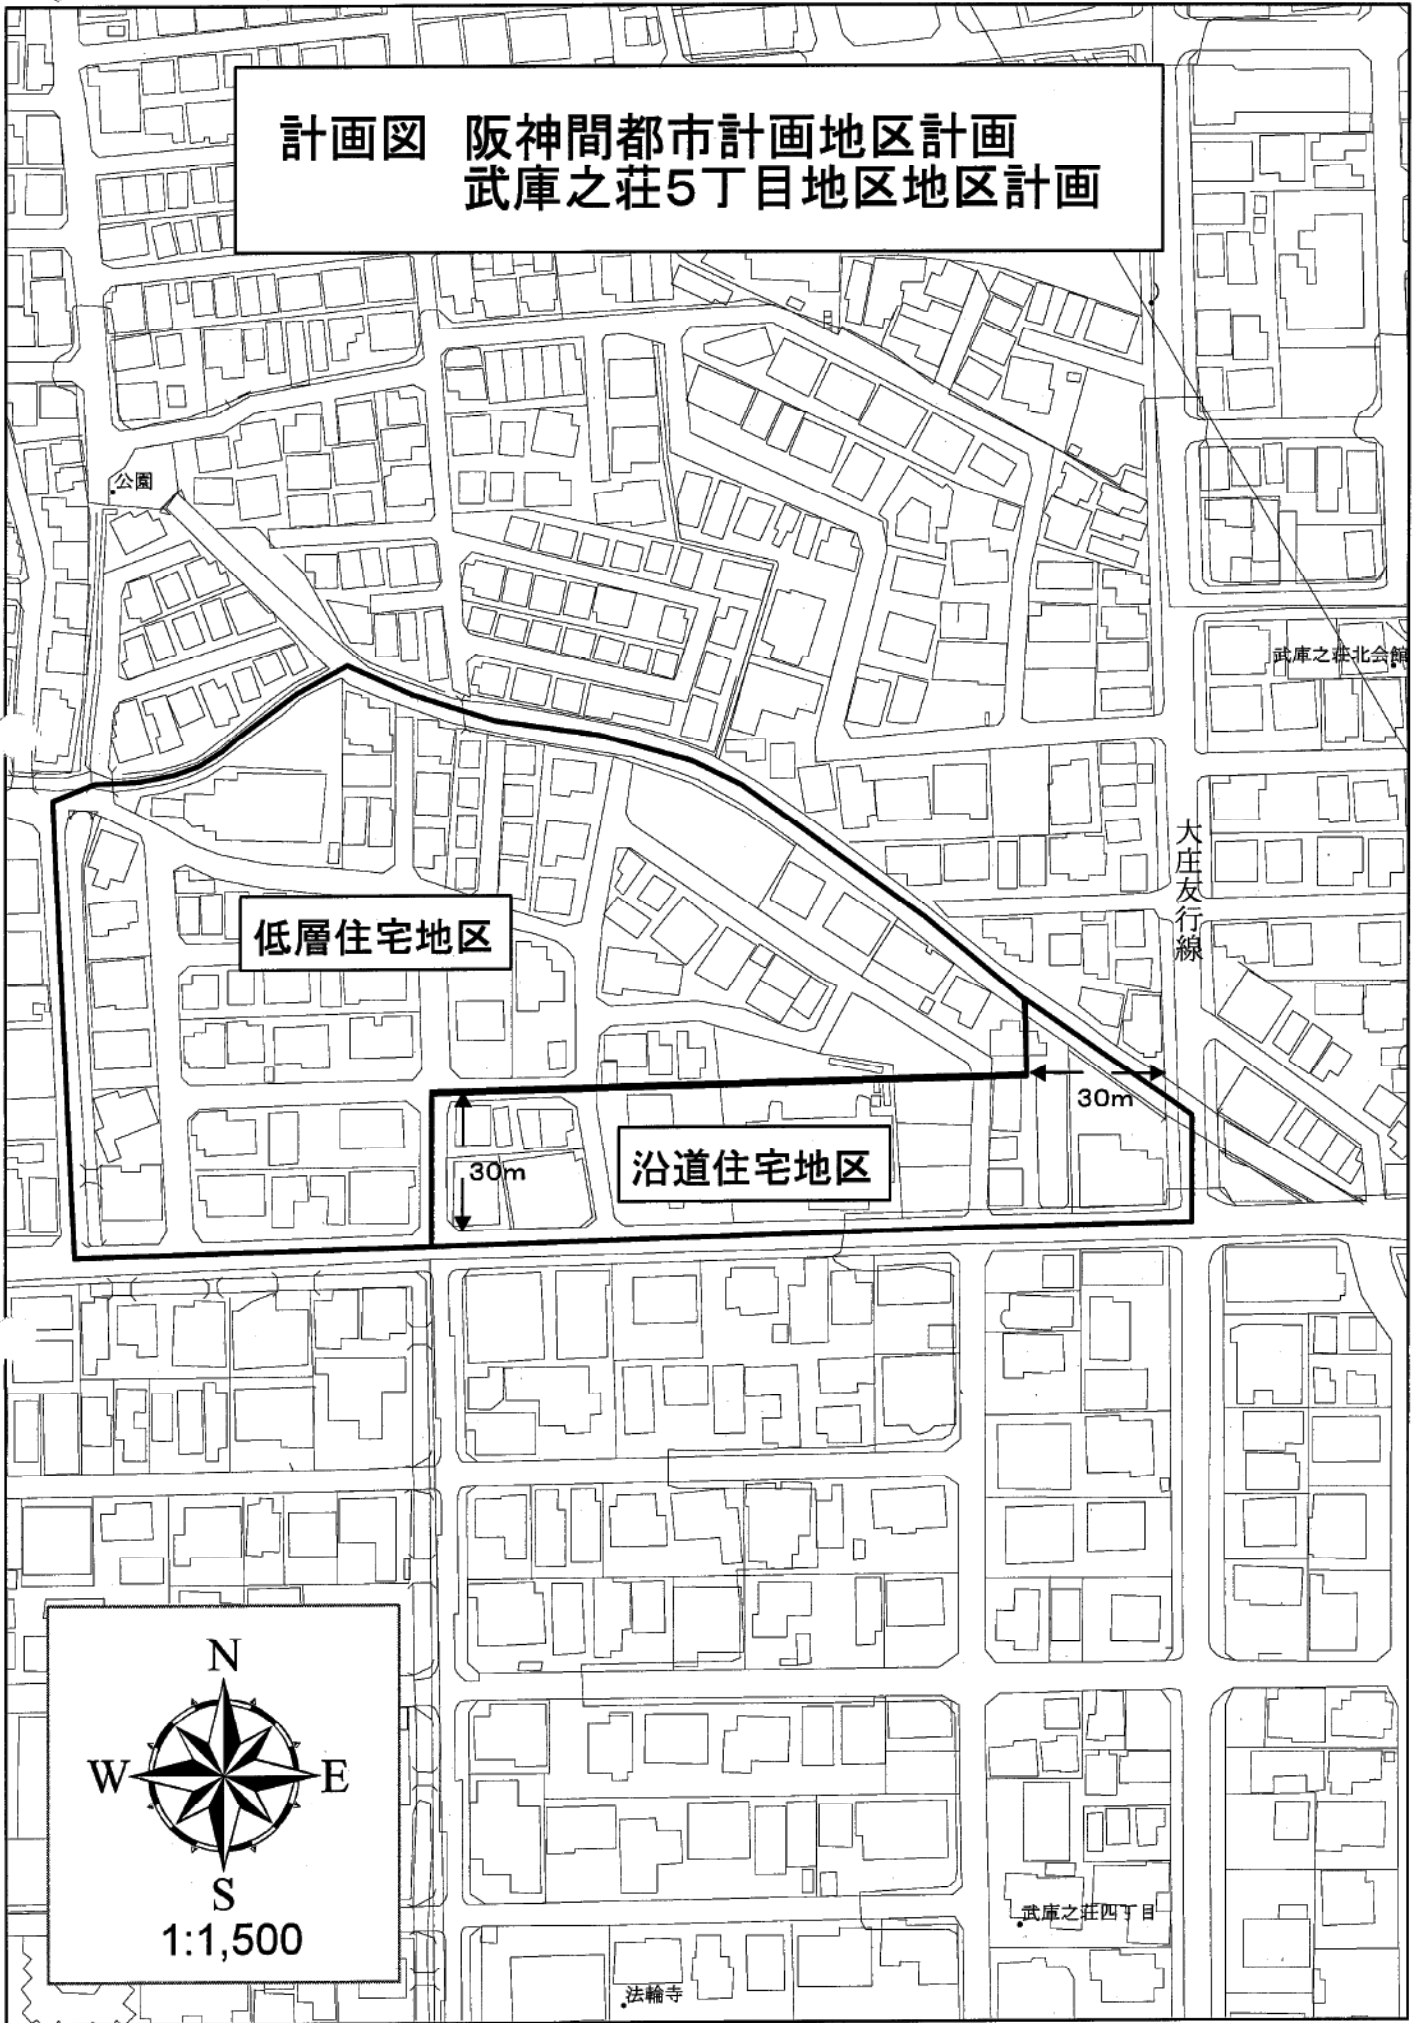 計画図 阪神間都市計画地区計画
武庫之荘5丁目地区地区計画
公園
武庫之荘北会館
大庄友行線
低層住宅地区
30m
30m
沿道住宅地区
N
W
E
S
1:1,500
武庫之荘四丁目
法輪寺